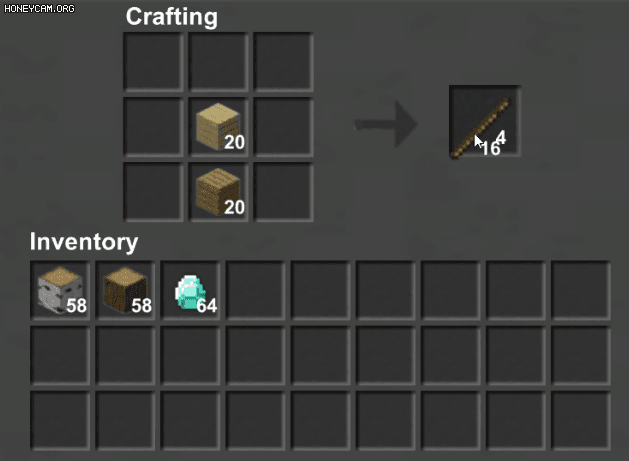 HONEYCAM.ORG
Crafting
20
4
16
20
Inventory
58 58 64